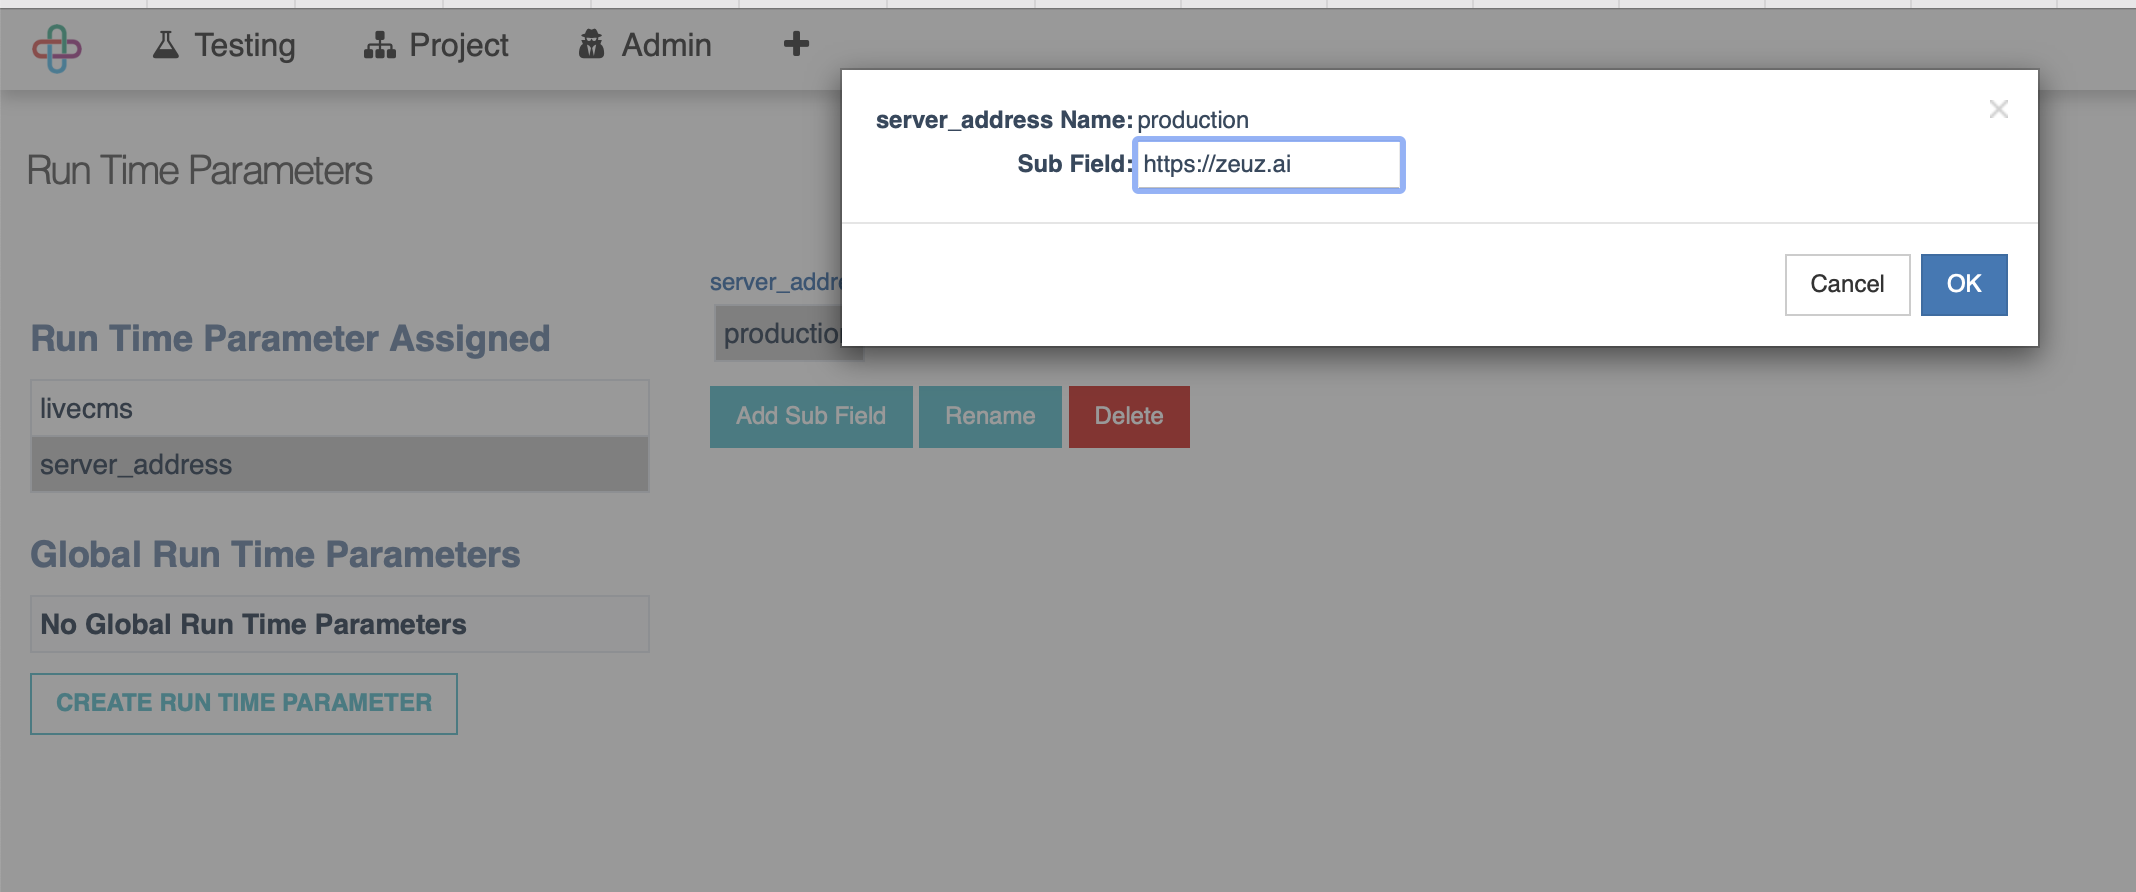 Testing Project Admin
server_address Name: production
Sub Field: https://zeuz.ai
Cancel OK
Run Time Parameters
Run Time Parameter Assigned
livecms
server_address
Global Run Time Parameters
No Global Run Time Parameters
CREATE RUN TIME PARAMETER
server_addre
production
Add Sub Field Rename Delete